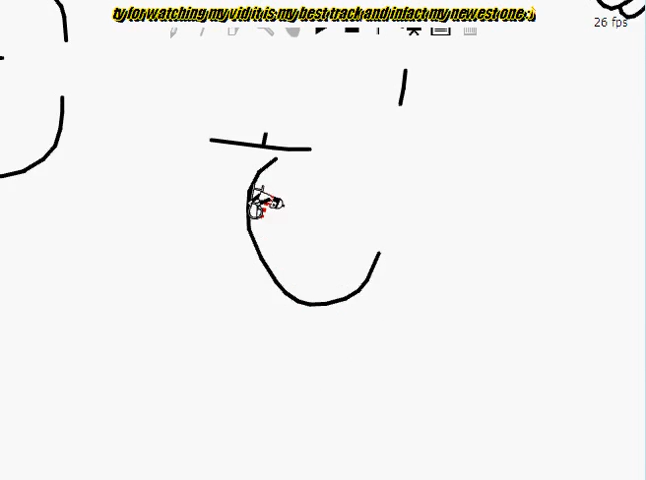 ty for watching my vid it is my best track and infact my newest one :)
26 fps